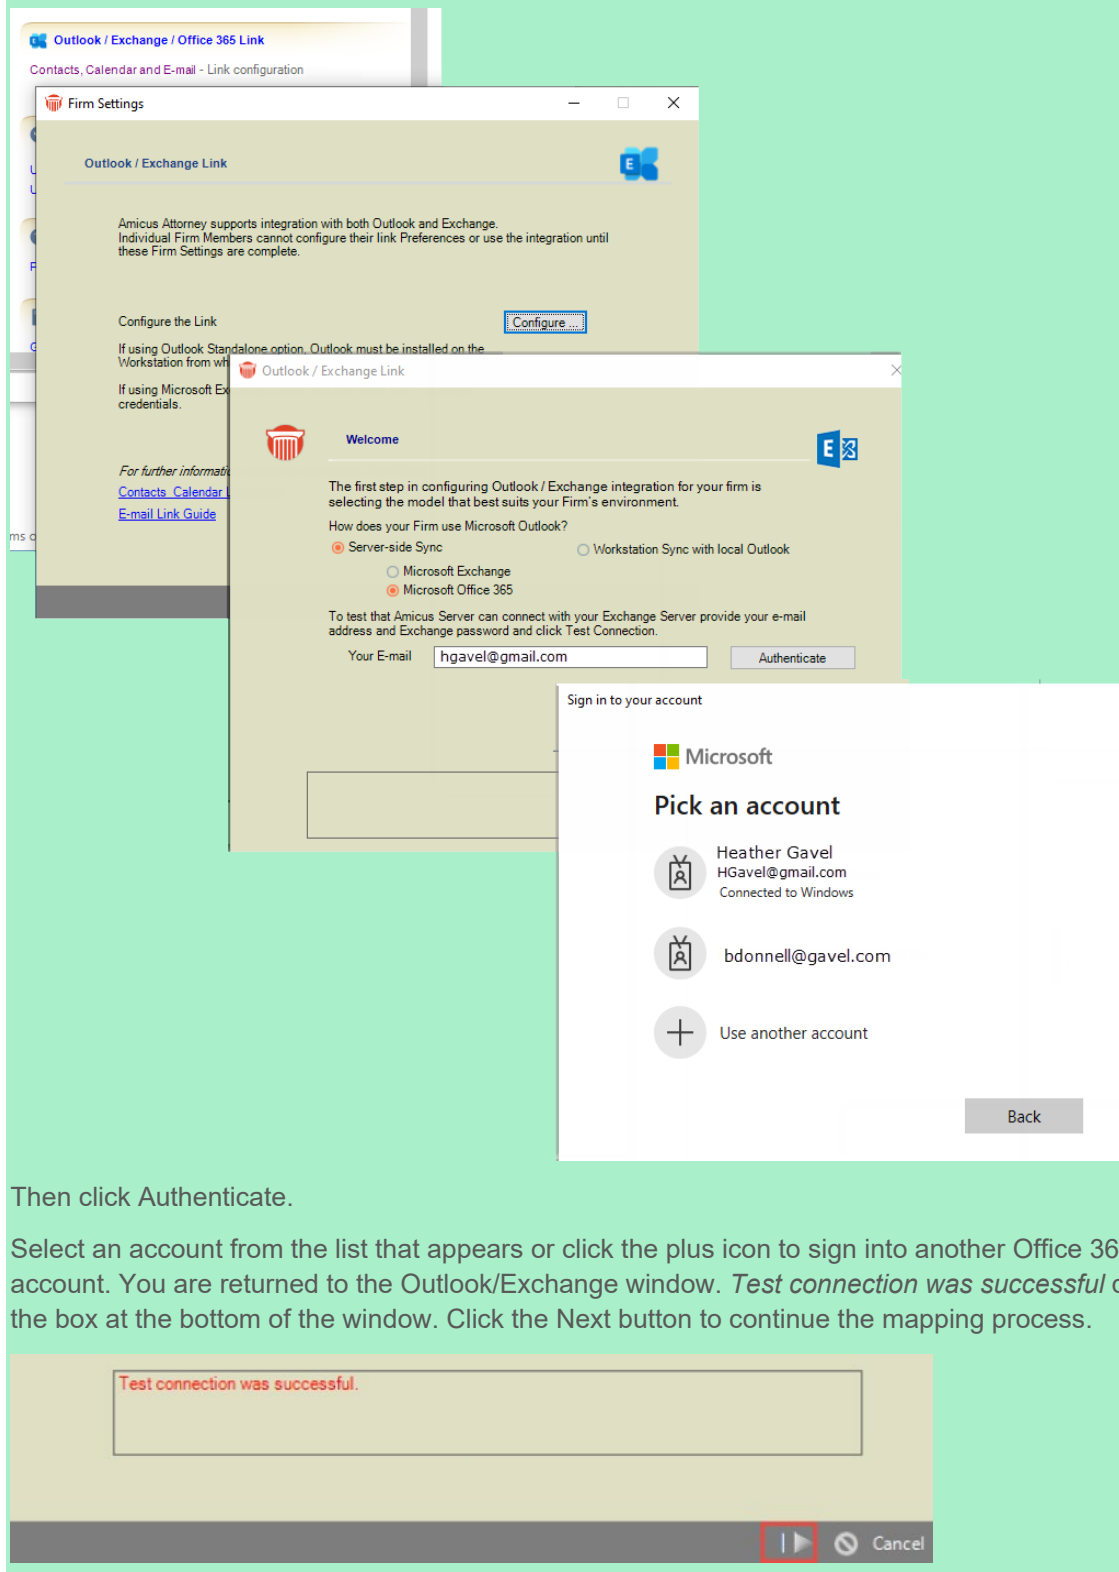 Outlook / Exchange / Office 365 Link
Contacts, Calendar and E-mail - Link configuration
Firm Settings
Outlook / Exchange Link
Amicus Attorney supports integration with both Outlook and Exchange.
Individual Firm Members cannot configure their link Preferences or use the integration until
these Firm Settings are complete.
Configure the Link
Configure ...
If using Outlook Standalone option, Outlook must be installed on the
Workstation from wh
If using Microsoft Ex
credentials.
For further informati
Contacts Calendar L
E-mail Link Guide
ms o
Outlook / Exchange Link
Welcome
The first step in configuring Outlook / Exchange integration for your firm is
selecting the model that best suits your Firm's environment.
How does your Firm use Microsoft Outlook?
Server-side Sync
Workstation Sync with local Outlook
Microsoft Exchange
Microsoft Office 365
To test that Amicus Server can connect with your Exchange Server provide your e-mail
address and Exchange password and click Test Connection.
Your E-mail
hgavel@gmail.com
Authenticate
Sign in to your account
Microsoft
Pick an account
Heather Gavel
HGavel@gmail.com
Connected to Windows
bdonnell@gavel.com
Use another account
Back
Then click Authenticate.
Select an account from the list that appears or click the plus icon to sign into another Office 36
account. You are returned to the Outlook/Exchange window. Test connection was successful
the box at the bottom of the window. Click the Next button to continue the mapping process.
Test connection was successful.
Cancel